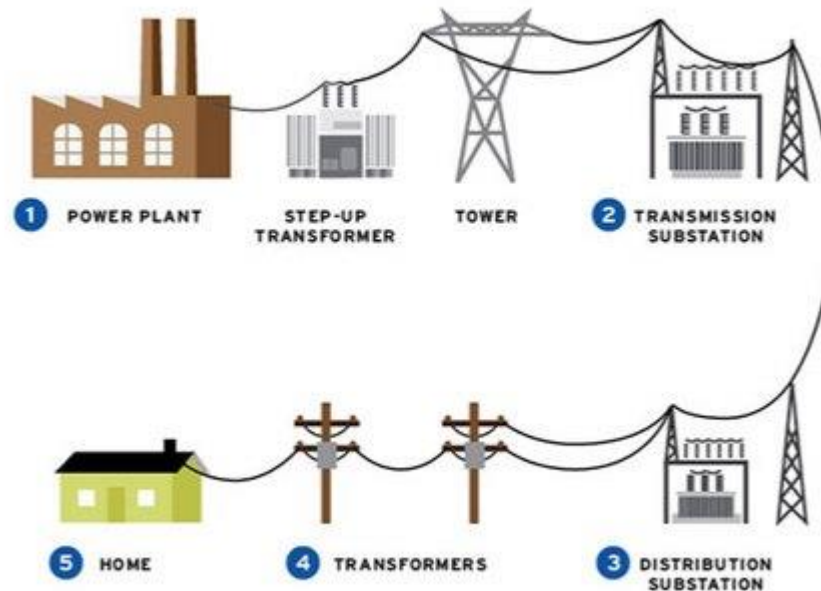 1 POWER PLANT
STEP-UP
TRANSFORMER
TOWER
2 TRANSMISSION
SUBSTATION
5 HOME
4 TRANSFORMERS
3 DISTRIBUTION
SUBSTATION